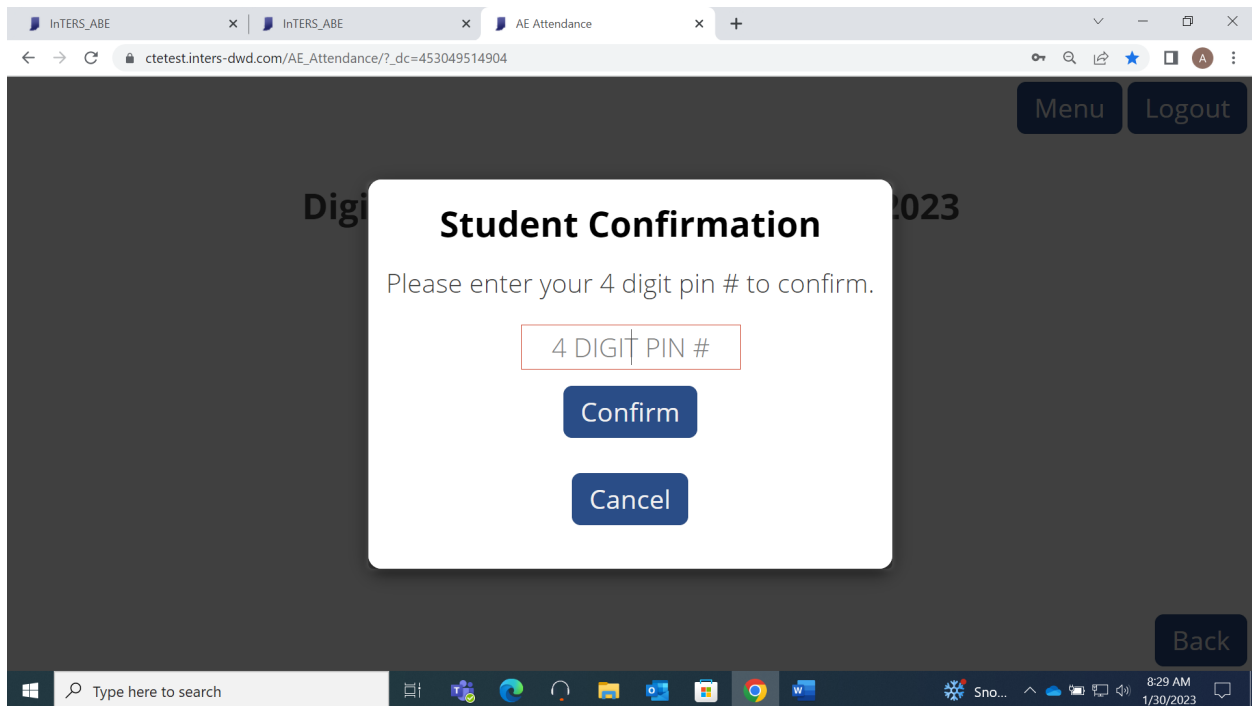 InTERS_ABE
InTERS_ABE
AE Attendance
ctetest.inters-dwd.com/AE_Attendance/?_dc=453049514904
A
Menu
Logout
Digi
2023
Student Confirmation
Please enter your 4 digit pin # to confirm.
4 DIGIT PIN #
Confirm
Cancel
Back
Type here to search
Sno...
8:29 AM
1/30/2023